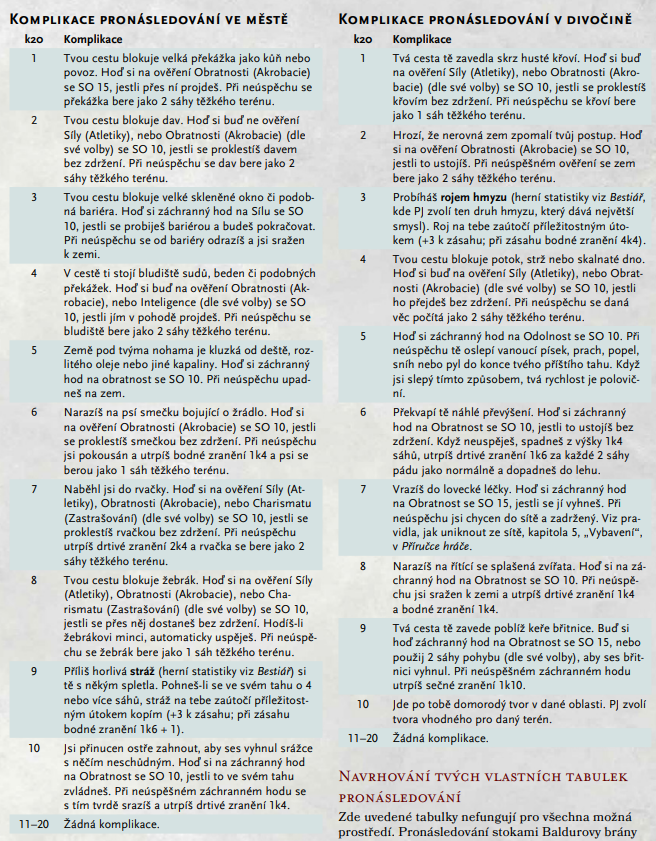 Komplikace pronásledování ve městě
k20 Komplikace
1 Tvou cestu blokuje velká překážka jako kůň nebo
povoz. Hoď si na ověření Obratnosti (Akrobacie)
se SO 15, jestli přes ní projdeš. Při neúspěchu se
překážka bere jako 2 sáhy těžkého terénu.
2 Tvou cestu blokuje dav. Hoď si buď ne ověření
Síly (Atletiky), nebo Obratnosti (Akrobacie) (dle
své volby) se SO 10, jestli se proklestíš davem
bez zdržení. Při neúspěchu se dav bere jako 2
sáhy těžkého terénu.
3 Tvou cestu blokuje velké skleněné okno či podob-
ná bariéra. Hoď si záchranný hod na Sílu se SO
10, jestli se probiješ bariérou a budeš pokračovat.
Při neúspěchu se od bariéry odrazíš a jsi sražen
k zemi.
4 V cestě ti stojí bludiště sudů, beden či podobných
překážek. Hoď si buď na ověření Obratnosti (Ak-
robacie), nebo Inteligence (dle své volby) se SO
10, jestli jím v pohodě projdeš. Při neúspěchu se
bludiště bere jako 2 sáhy těžkého terénu.
5 Země pod tvýma nohama je kluzká od deště, roz-
litého oleje nebo jiné kapaliny. Hoď si záchranný
hod na obratnost se SO 10. Při neúspěchu upad-
neš na zem.
6 Narazíš na psí smečku bojující o žrádlo. Hoď si
na ověření Obratnosti (Akrobacie) se SO 10, jestli
se proklestíš smečkou bez zdržení. Při neúspěchu
jsi pokousán a utrpíš bodné zranění 1k4 a psi se
berou jako 1 sáh těžkého terénu.
7 Naběhl jsi do rvačky. Hoď si na ověření Síly (At-
letiky), Obratnosti (Akrobacie), nebo Charismatu
(Zastrašování) (dle své volby) se SO 10, jestli se
proklestíš rvačkou bez zdržení. Při neúspěchu
utrpíš drtivé zranění 2k4 a rvačka se bere jako 2
sáhy těžkého terénu.
8 Tvou cestu blokuje žebrák. Hoď si na ověření Síly
(Atletiky), Obratnosti (Akrobacie), nebo Cha-
rismatu (Zastrašování) (dle své volby) se SO 10,
jestli se přes něj dostaneš bez zdržení. Hodíš-li
žebrákovi minci, automaticky uspěješ. Při neúspě-
chu se žebrák bere jako 1 sáh těžkého terénu.
9 Příliš horlivá stráž (herní statistiky viz Bestiář) si
tě s někým spletla. Pohneš-li se ve svém tahu o 4
nebo více sáhů, stráž na tebe zaútočí příležitost-
ným útokem kopím (+3 k zásahu; při zásahu
bodné zranění 1k6 + 1).
10 Jsi přinucen ostře zahnout, aby ses vyhnul srážce
s něčím neschůdným. Hoď si na záchranný hod
na Obratnost se SO 10, jestli to ve svém tahu
zvládneš. Při neúspěšném záchranném hodu se
s tím tvrdě srazíš a utrpíš drtivé zranění 1k4.
11–20 Žádná komplikace.
Komplikace pronásledování v divočině
k20 Komplikace
1 Tvá cesta tě zavedla skrz husté křoví. Hoď si buď
na ověření Síly (Atletiky), nebo Obratnosti (Akro-
bacie) (dle své volby) se SO 10, jestli se proklestíš
křovím bez zdržení. Při neúspěchu se křoví bere
jako 1 sáh těžkého terénu.
2 Hrozí, že nerovná zem zpomalí tvůj postup. Hoď
si na ověření Obratnosti (Akrobacie) se SO 10,
jestli to ustojíš. Při neúspěšném ověření se zem
bere jako 2 sáhy těžkého terénu.
3 Probíháš rojem hmyzu (herní statistiky viz Bestiář,
kde PJ zvolí ten druh hmyzu, který dává největší
smysl). Roj na tebe zaútočí příležitostným úto-
kem (+3 k zásahu; při zásahu bodné zranění 4k4).
4 Tvou cestu blokuje potok, strž nebo skalnaté dno.
Hoď si buď na ověření Síly (Atletiky), nebo Obrat-
nosti (Akrobacie) (dle své volby) se SO 10, jestli
ho přejdeš bez zdržení. Při neúspěchu se daná
věc počítá jako 2 sáhy těžkého terénu.
5 Hoď si záchranný hod na Odolnost se SO 10. Při
neúspěchu tě oslepí vanoucí písek, prach, popel,
sníh nebo pyl do konce tvého příštího tahu. Když
jsi slepý tímto způsobem, tvá rychlost je polovič-
ní.
6 Překvapí tě náhlé převýšení. Hoď si záchranný
hod na Obratnost se SO 10, jestli to ustojíš bez
zdržení. Když neuspěješ, spadneš z výšky 1k4
sáhů, utrpíš drtivé zranění 1k6 za každé 2 sáhy
pádu jako normálně a dopadneš do lehu.
7 Vrazíš do lovecké léčky. Hoď si záchranný hod
na Obratnost se SO 15, jestli se jí vyhneš. Při
neúspěchu jsi chycen do sítě a zadržený. Viz pra-
vidla, jak uniknout ze sítě, kapitola 5, „Vybavení“,
v Příručce hráče.
8 Narazíš na řítící se splašená zvířata. Hoď si na zá-
chranný hod na Obratnost se SO 10. Při neúspě-
chu jsi sražen k zemi a utrpíš drtivé zranění 1k4
a bodné zranění 1k4.
9 Tvá cesta tě zavede poblíž keře břitnice. Buď si
hoď záchranný hod na Obratnost se SO 15, nebo
použij 2 sáhy pohybu (dle své volby), aby ses břit-
nici vyhnul. Při neúspěšném záchranném hodu
utrpíš sečné zranění 1k10.
10 Jde po tobě domorodý tvor v dané oblasti. PJ zvolí
tvora vhodného pro daný terén.
11–20 Žádná komplikace.
Navrhování tvých vlastních tabulek
pronásledování
Zde uvedené tabulky nefungují pro všechna možná
prostředí. Pronásledování stokami Baldurovy brány